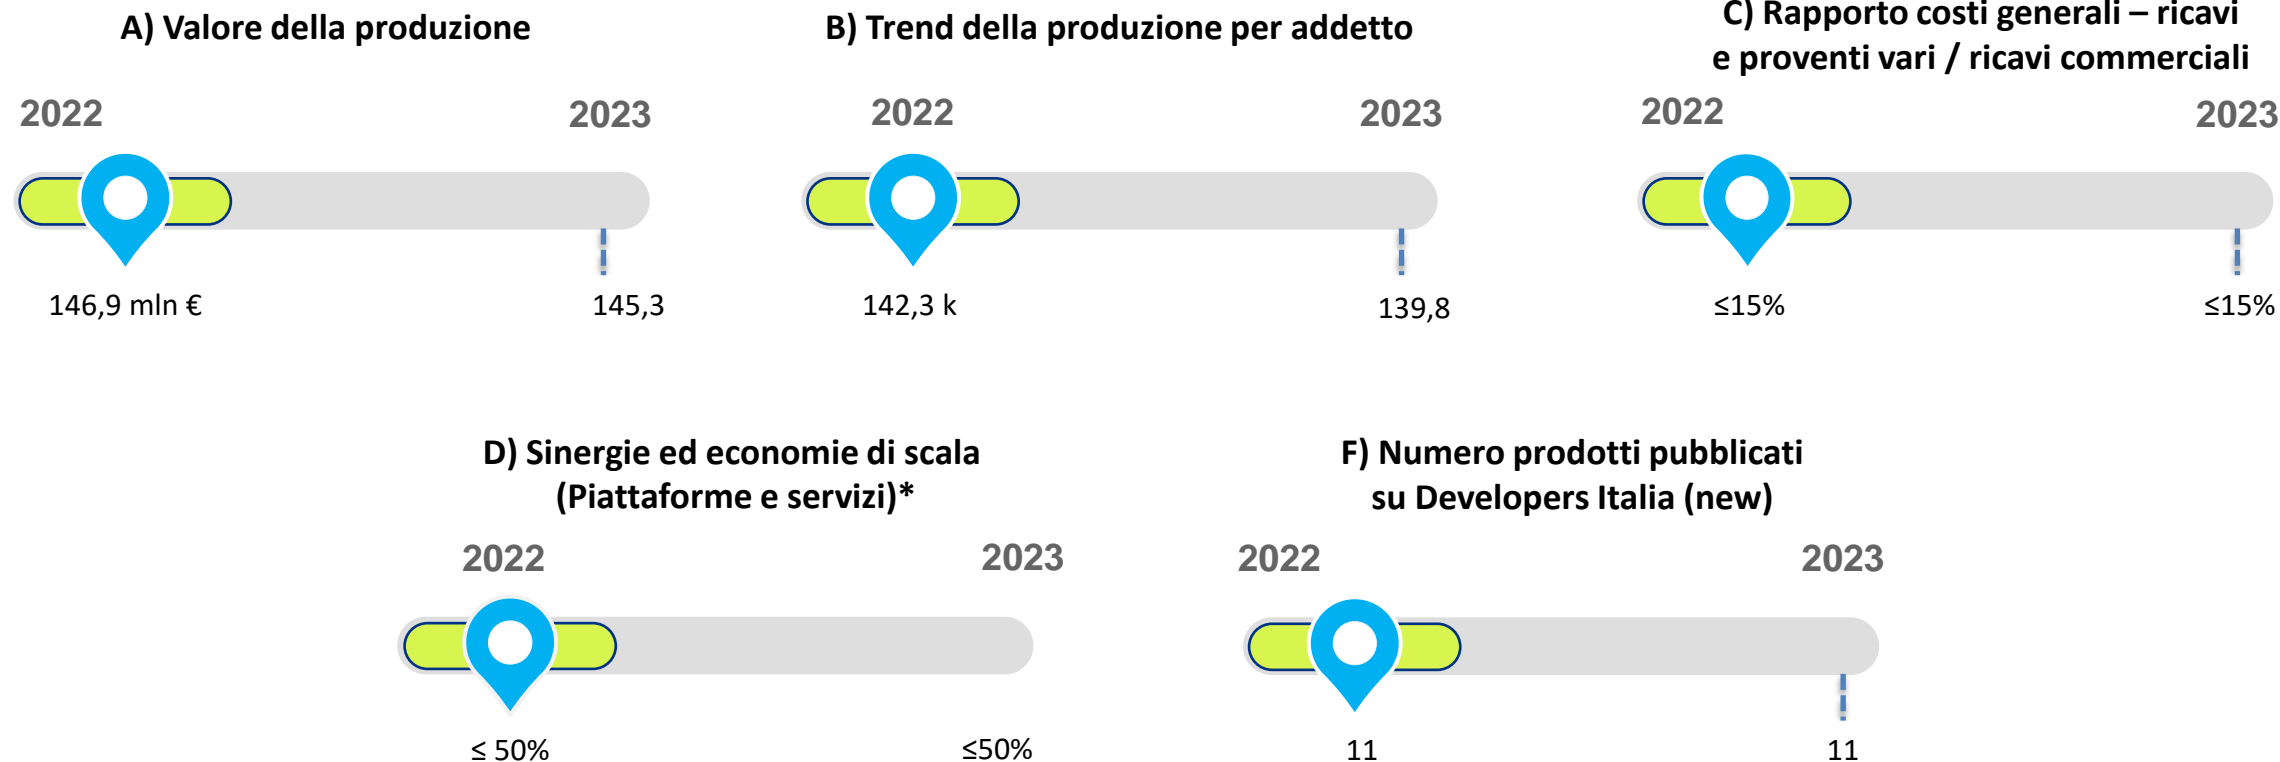 A) Valore della produzione
2022
2023
146,9 mln €
145,3
B) Trend della produzione per addetto
2022
2023
142,3 k
139,8
C) Rapporto costi generali – ricavi
e proventi vari / ricavi commerciali
2022
2023
≤15%
≤15%
D) Sinergie ed economie di scala
(Piattaforme e servizi)*
2022
2023
≤ 50%
≤50%
F) Numero prodotti pubblicati
su Developers Italia (new)
2022
2023
11
11